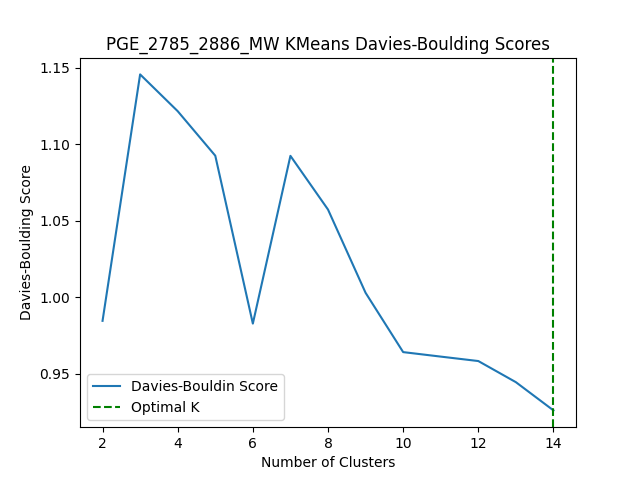 PGE_2785_2886_MW KMeans Davies-Boulding Scores
1.15
1.10
1.05
1.00
0.95
Davies-Boulding Score
Davies-Bouldin Score
Optimal K
2 4 6 8 10 12 14
Number of Clusters